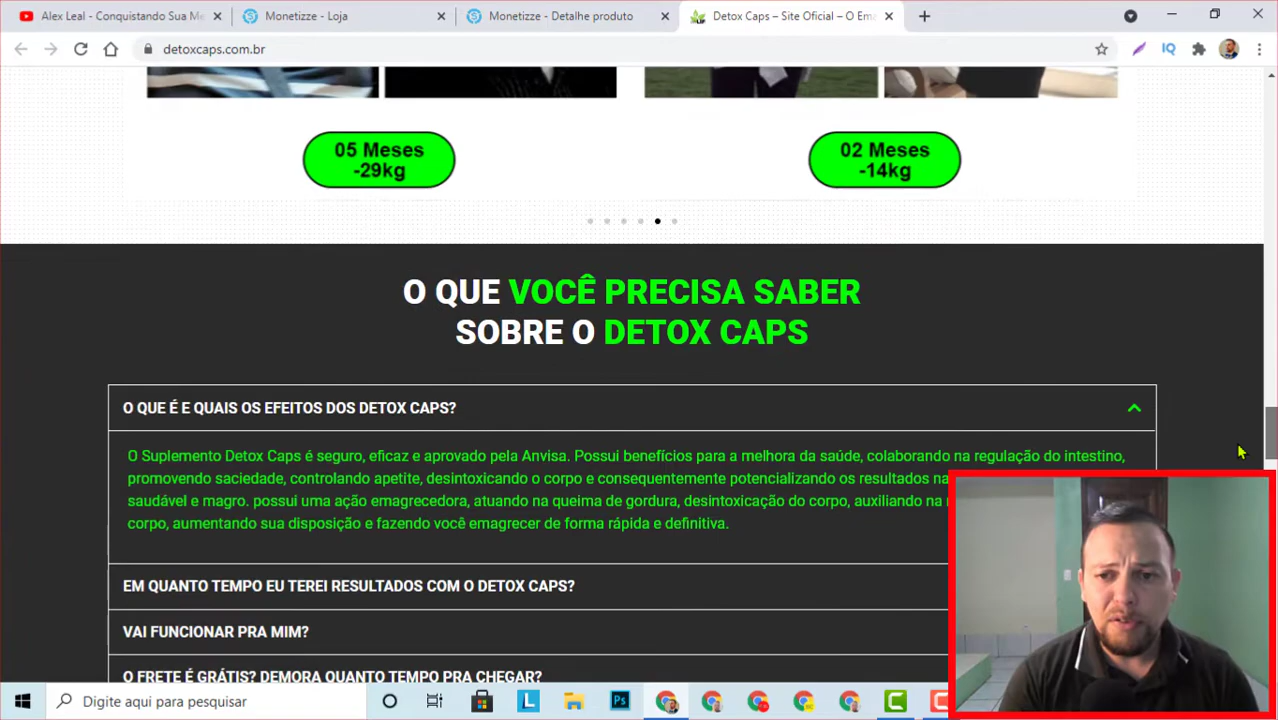 Alex Leal - Conquistando Sua Me
Monetizze - Loja
Monetizze - Detalhe produto
Detox Caps – Site Oficial – O Ema
detoxcaps.com.br
IQ
05 Meses
-29kg
02 Meses
-14kg
O QUE VOCÊ PRECISA SABER
SOBRE O DETOX CAPS
O QUE É E QUAIS OS EFEITOS DOS DETOX CAPS?
O Suplemento Detox Caps é seguro, eficaz e aprovado pela Anvisa. Possui benefícios para a melhora da saúde, colaborando na regulação do intestino,
promovendo saciedade, controlando apetite, desintoxicando o corpo e consequentemente potencializando os resultados na
saudável e magro. possui uma ação emagrecedora, atuando na queima de gordura, desintoxicação do corpo, auxiliando na
corpo, aumentando sua disposição e fazendo você emagrecer de forma rápida e definitiva.
EM QUANTO TEMPO EU TEREI RESULTADOS COM O DETOX CAPS?
VAI FUNCIONAR PRA MIM?
O FRETE É GRÁTIS? DEMORA QUANTO TEMPO PRA CHEGAR?
Digite aqui para pesquisar
L
Ps